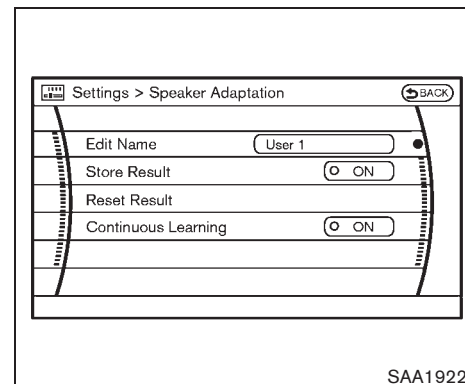 Settings > Speaker Adaptation BACK
Edit Name User 1
Store Result ON
Reset Result
Continuous Learning ON
SAA1922